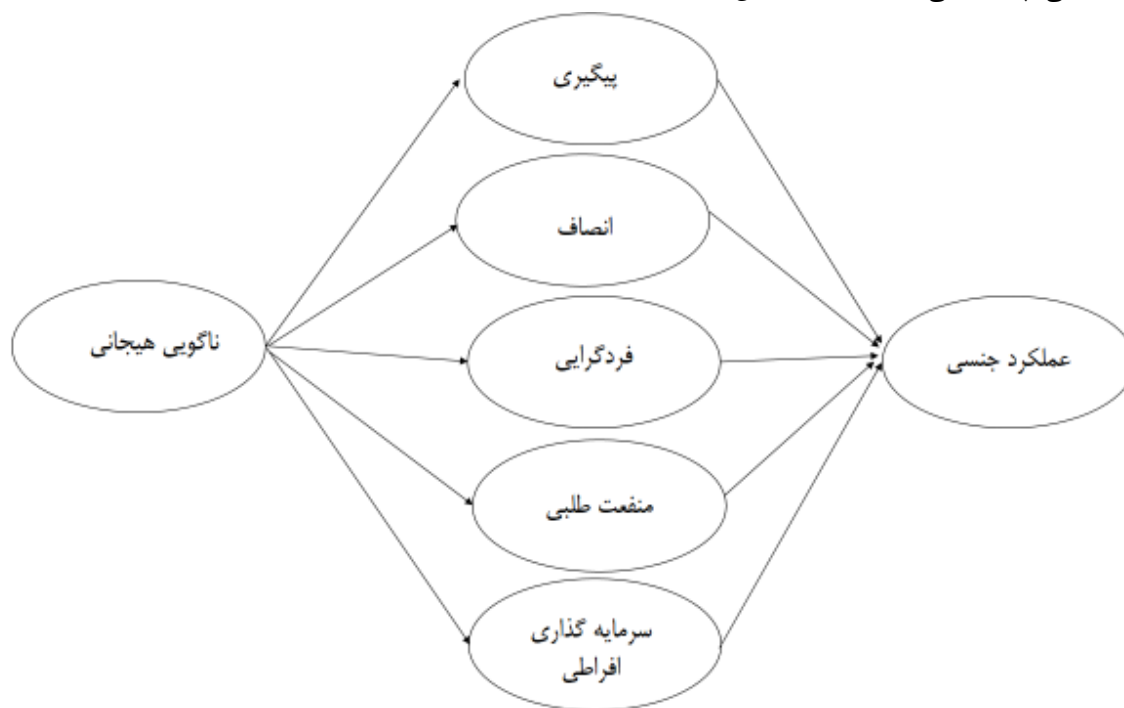 پیگیری
انصاف
ناگویی هیجانی
فردگرایی
عملکرد جنسی
منفعت طلبی
سرمایه گذاری
افراطی